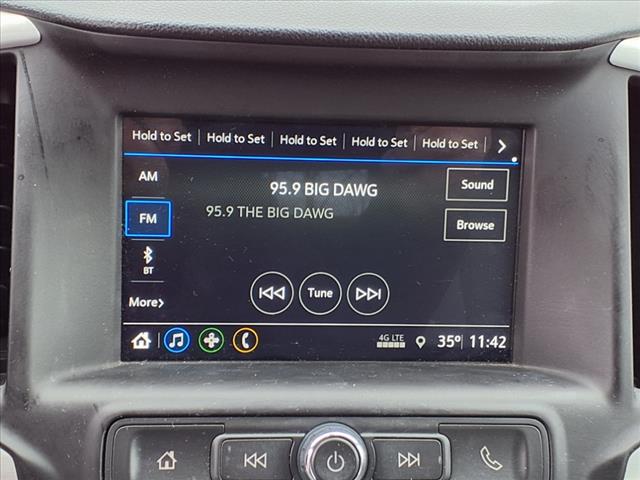 Hold to Set Hold to Set Hold to Set Hold to Set Hold to Set
AM
95.9 BIG DAWG
Sound
FM
95.9 THE BIG DAWG
Browse
BT
More
Tune
4G LTE
35° 11:42